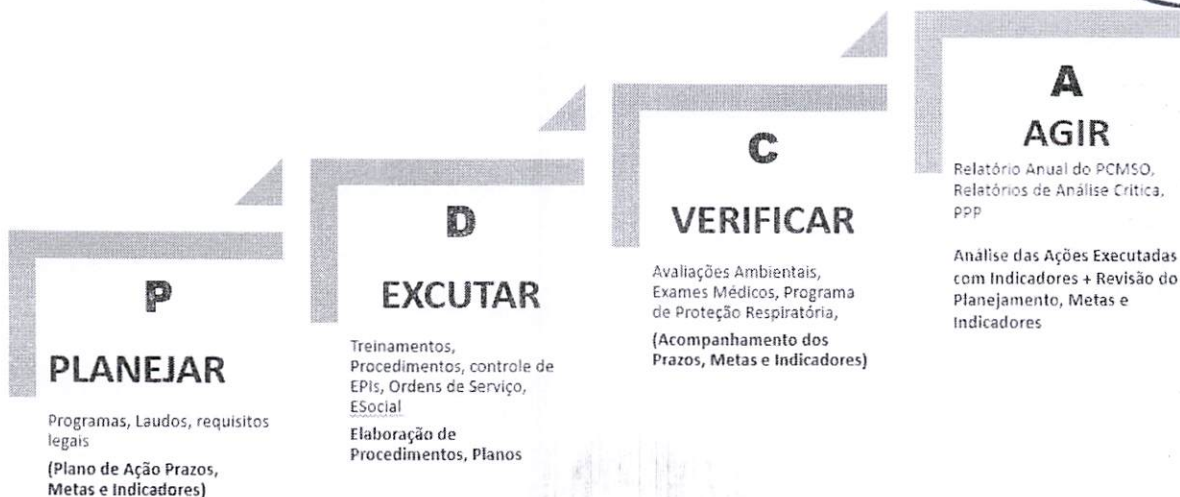 P
PLANEJAR
Programas, Laudos, requisitos
legais
(Plano de Ação Prazos,
Metas e Indicadores)
D
EXCUTAR
Treinamentos,
Procedimentos, controle de
EPIs, Ordens de Serviço,
ESocial
Elaboração de
Procedimentos, Planos
C
VERIFICAR
Avaliações Ambientais,
Exames Médicos, Programa
de Proteção Respiratória,
(Acompanhamento dos
Prazos, Metas e Indicadores)
A
AGIR
Relatório Anual do PCMSO,
Relatórios de Análise Critica,
PPP
Análise das Ações Executadas
com Indicadores + Revisão do
Planejamento, Metas e
Indicadores